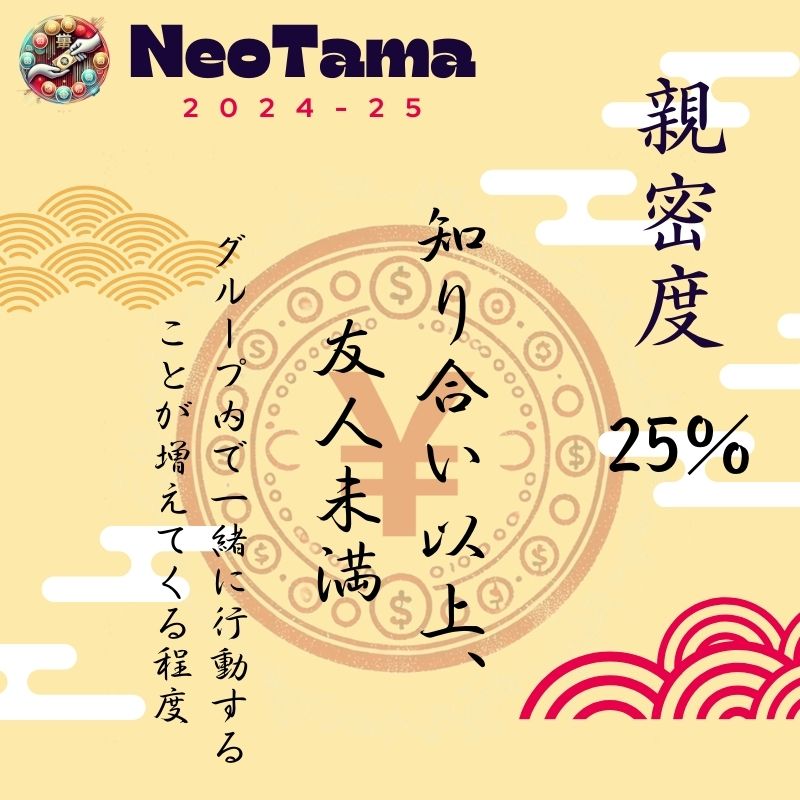 NeoTama
2024-25
親密度
25%
知り合い以上、
友人未満
グループ内で一緒に行動する
ことが増えてくる程度
¥